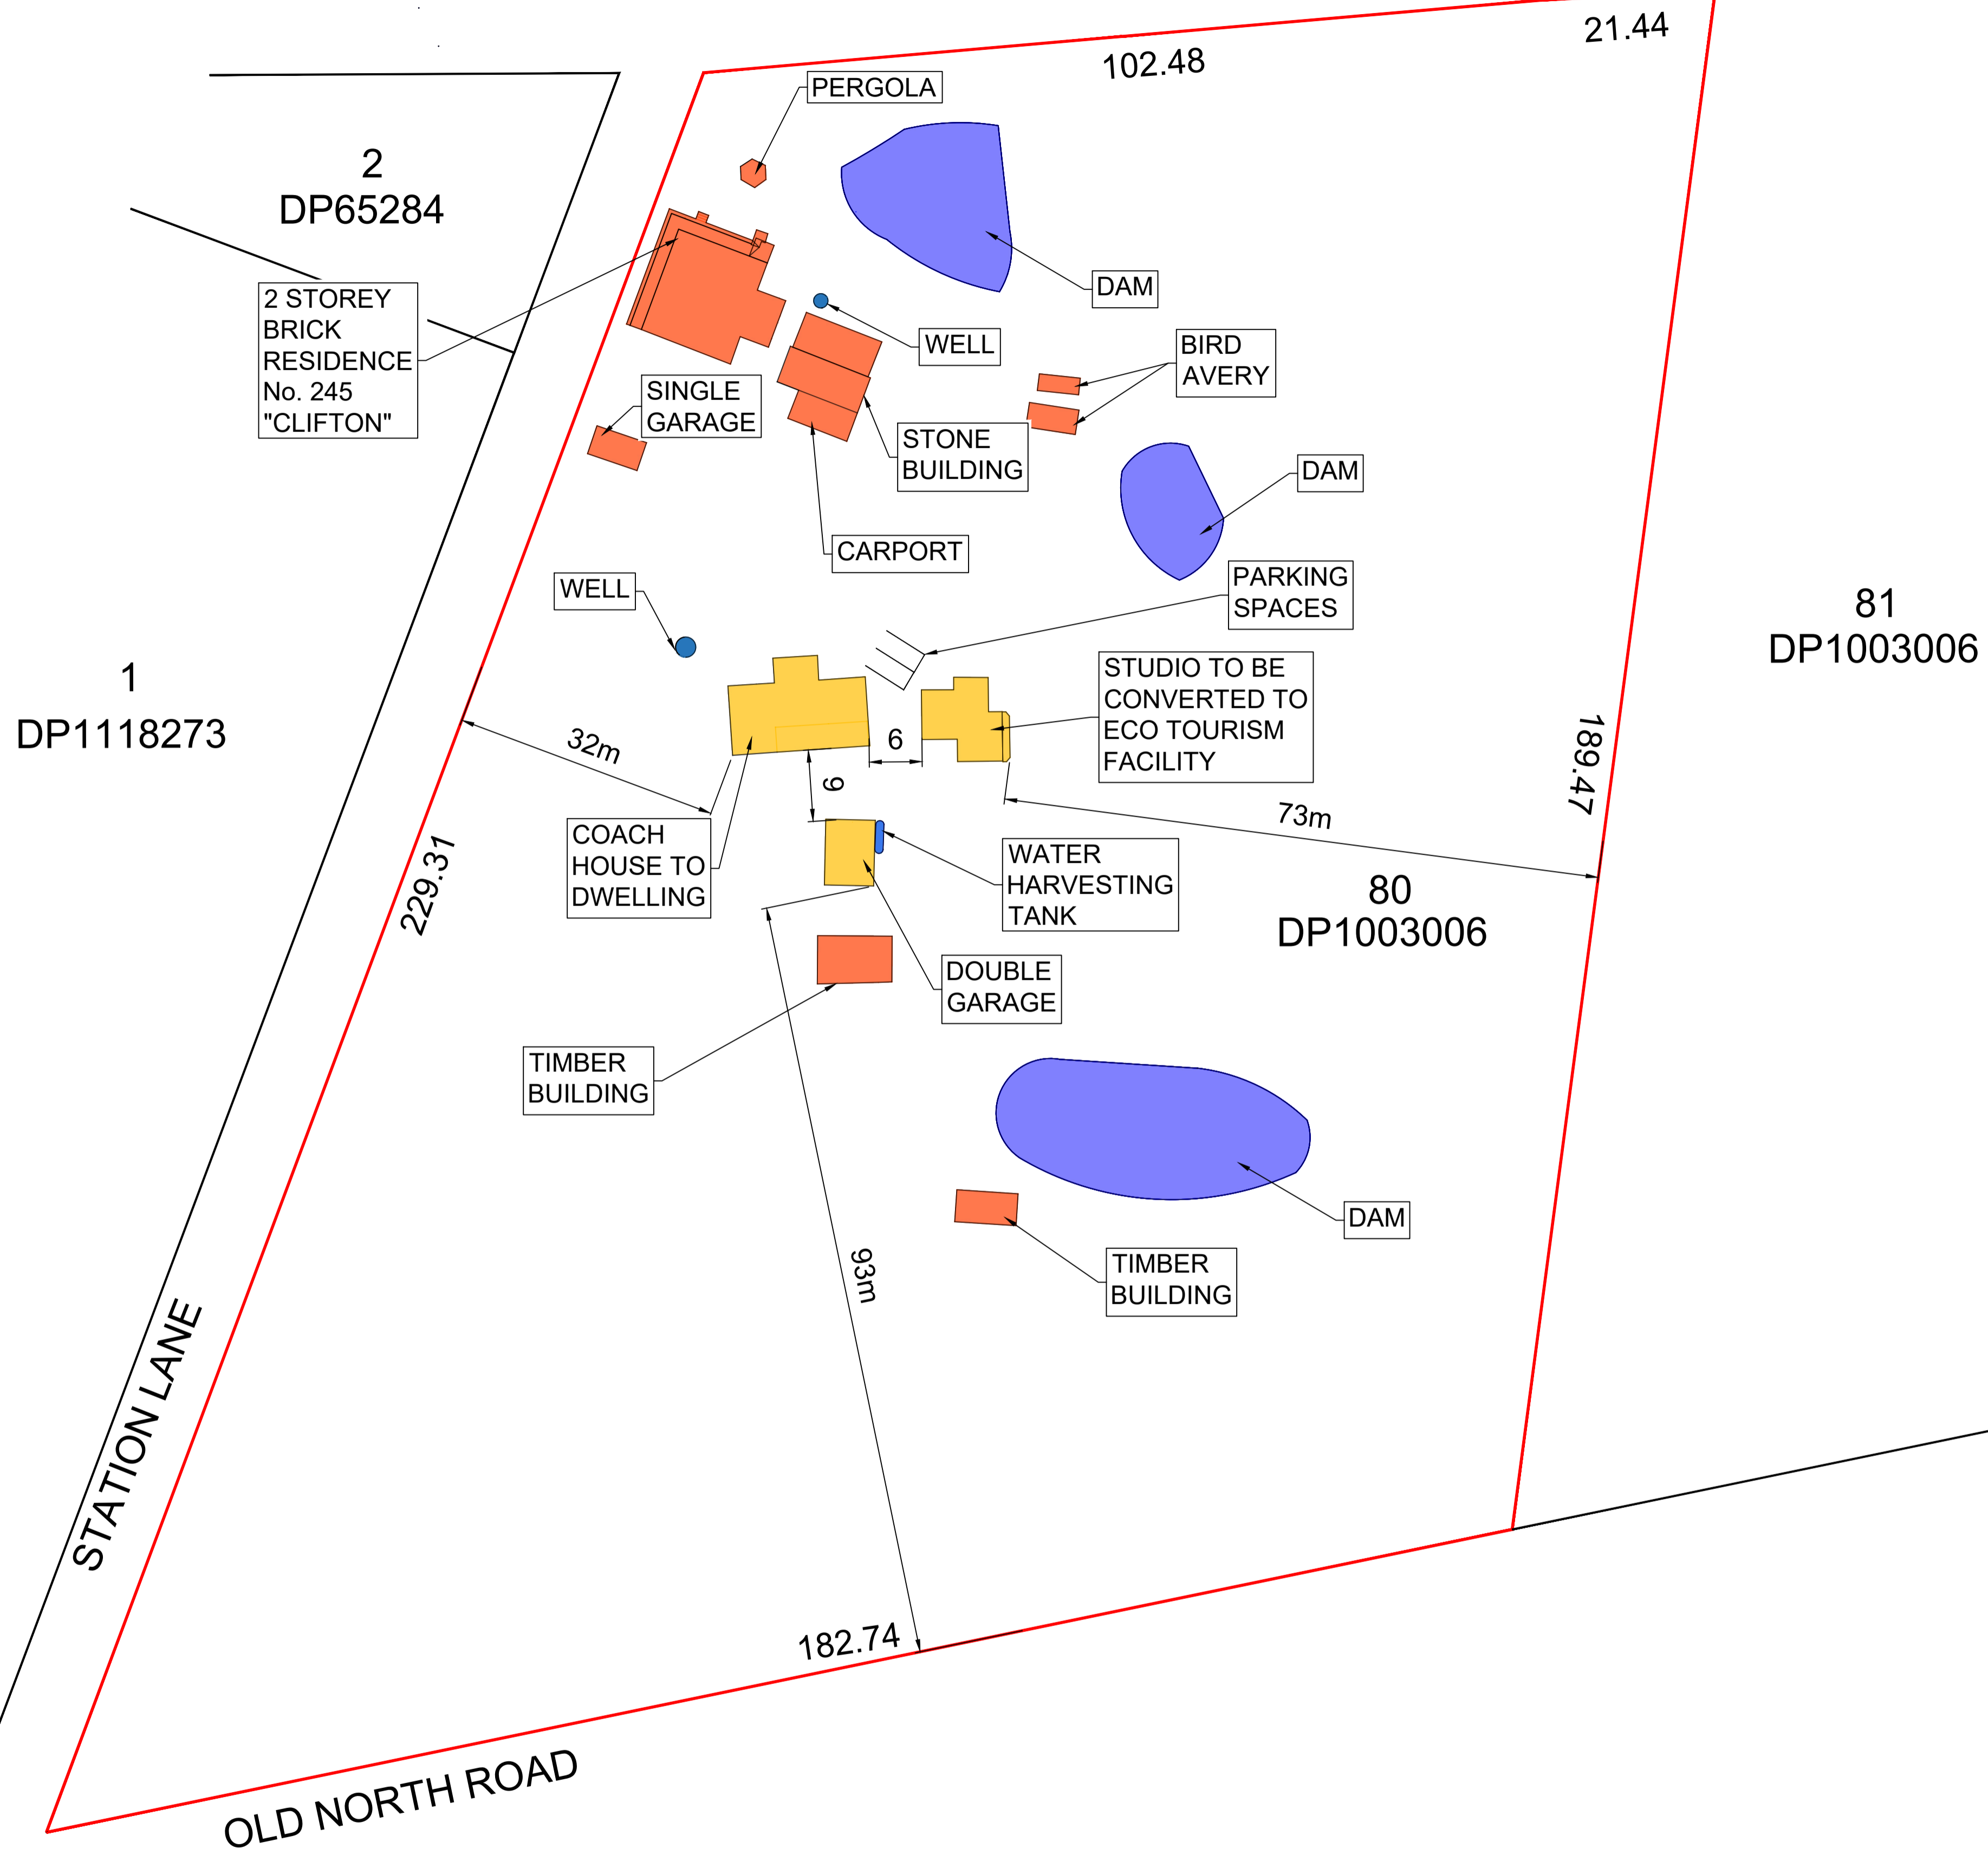 21.44
102.48
PERGOLA
2
DP65284
DAM
2 STOREY
BRICK
RESIDENCE
No. 245
"CLIFTON"
WELL
BIRD
AVERY
SINGLE
GARAGE
STONE
BUILDING
DAM
CARPORT
WELL
PARKING
SPACES
81
DP1003006
1
DP1118273
STUDIO TO BE
CONVERTED TO
ECO TOURISM
FACILITY
32m
6
9
189.47
73m
COACH
HOUSE TO
DWELLING
WATER
HARVESTING
TANK
229.31
80
DP1003006
DOUBLE
GARAGE
TIMBER
BUILDING
DAM
93m
TIMBER
BUILDING
STATION LANE
182.74
OLD NORTH ROAD